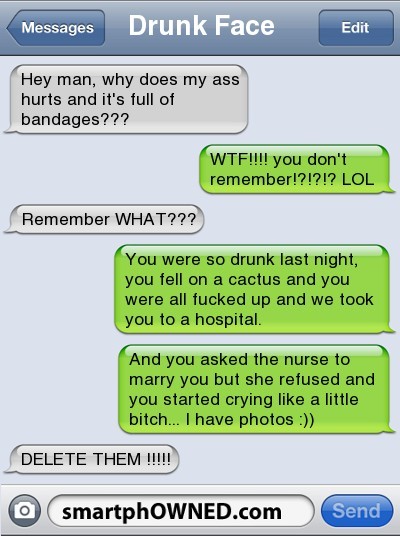 Messages
Drunk Face
Edit
Hey man, why does my ass
hurts and it's full of
bandages???
WTF!!!! you don't
remember!?!?!? LOL
Remember WHAT???
You were so drunk last night,
you fell on a cactus and you
were all fucked up and we took
you to a hospital.
And you asked the nurse to
marry you but she refused and
you started crying like a little
bitch... I have photos :))
DELETE THEM !!!!!
smartphOWNED.com
Send